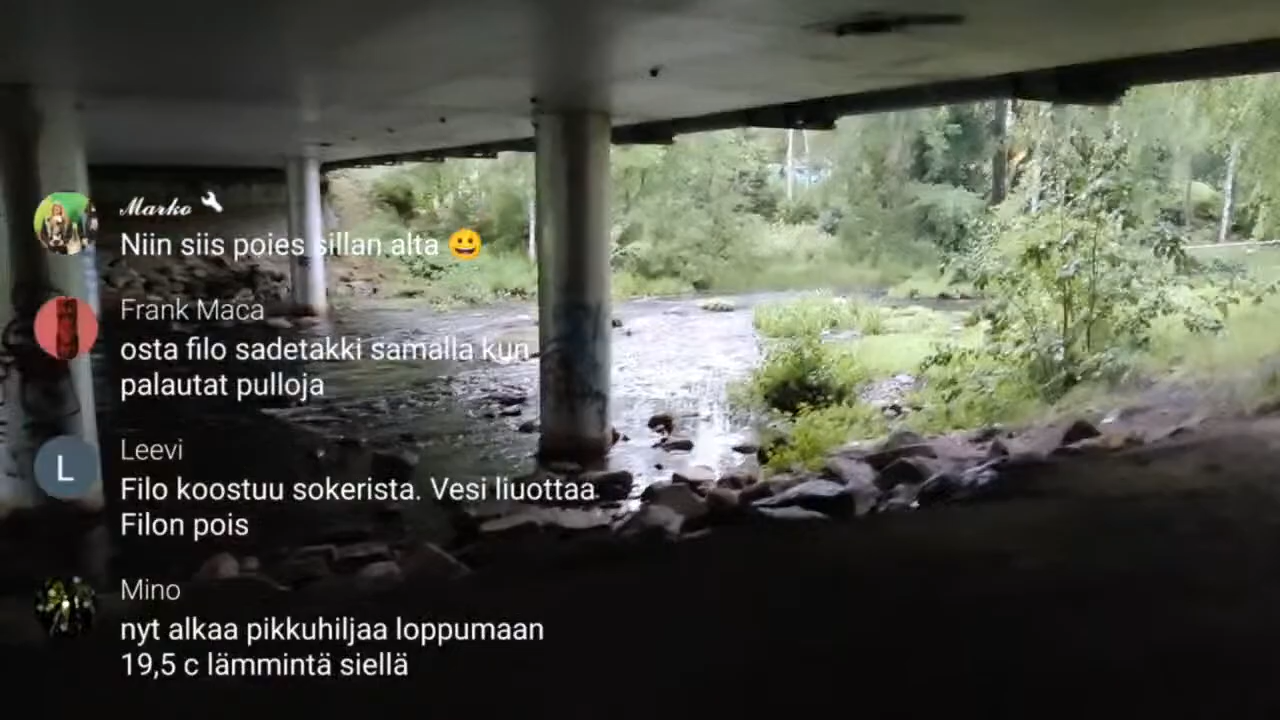 𝓜𝓪𝓻𝓴𝓸
Niin siis poies sillan alta 😀
Frank Maca
osta filo sadetakki samalla kun
palautat pulloja
L
Leevi
Filo koostuu sokerista. Vesi liuottaa
Filon pois
Mino
nyt alkaa pikkuhiljaa loppumaan
19,5 c lämmintä siellä